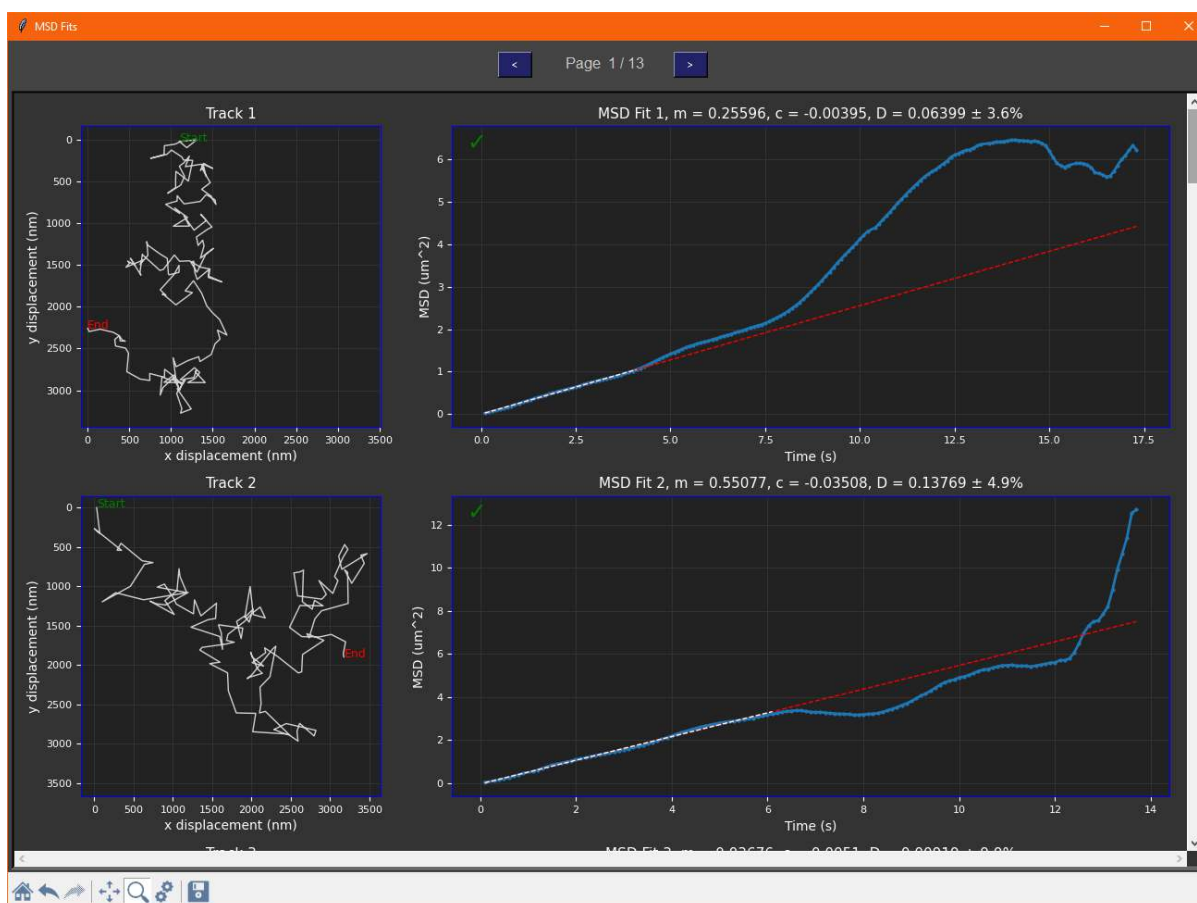 MSD Fits
< Page 1 / 13 >
Track 1
Start
End
0
500
1000
1500
2000
2500
3000
y displacement (nm)
0 500 1000 1500 2000 2500 3000 3500
x displacement (nm)
MSD Fit 1, m = 0.25596, c = -0.00395, D = 0.06399 ± 3.6%
✓
6
5
4
3
2
1
0
MSD (um^2)
0.0 2.5 5.0 7.5 10.0 12.5 15.0 17.5
Time (s)
Track 2
Start
End
0
500
1000
1500
2000
2500
3000
3500
y displacement (nm)
0 500 1000 1500 2000 2500 3000 3500
x displacement (nm)
MSD Fit 2, m = 0.55077, c = -0.03508, D = 0.13769 ± 4.9%
✓
12
10
8
6
4
2
0
MSD (um^2)
0 2 4 6 8 10 12 14
Time (s)